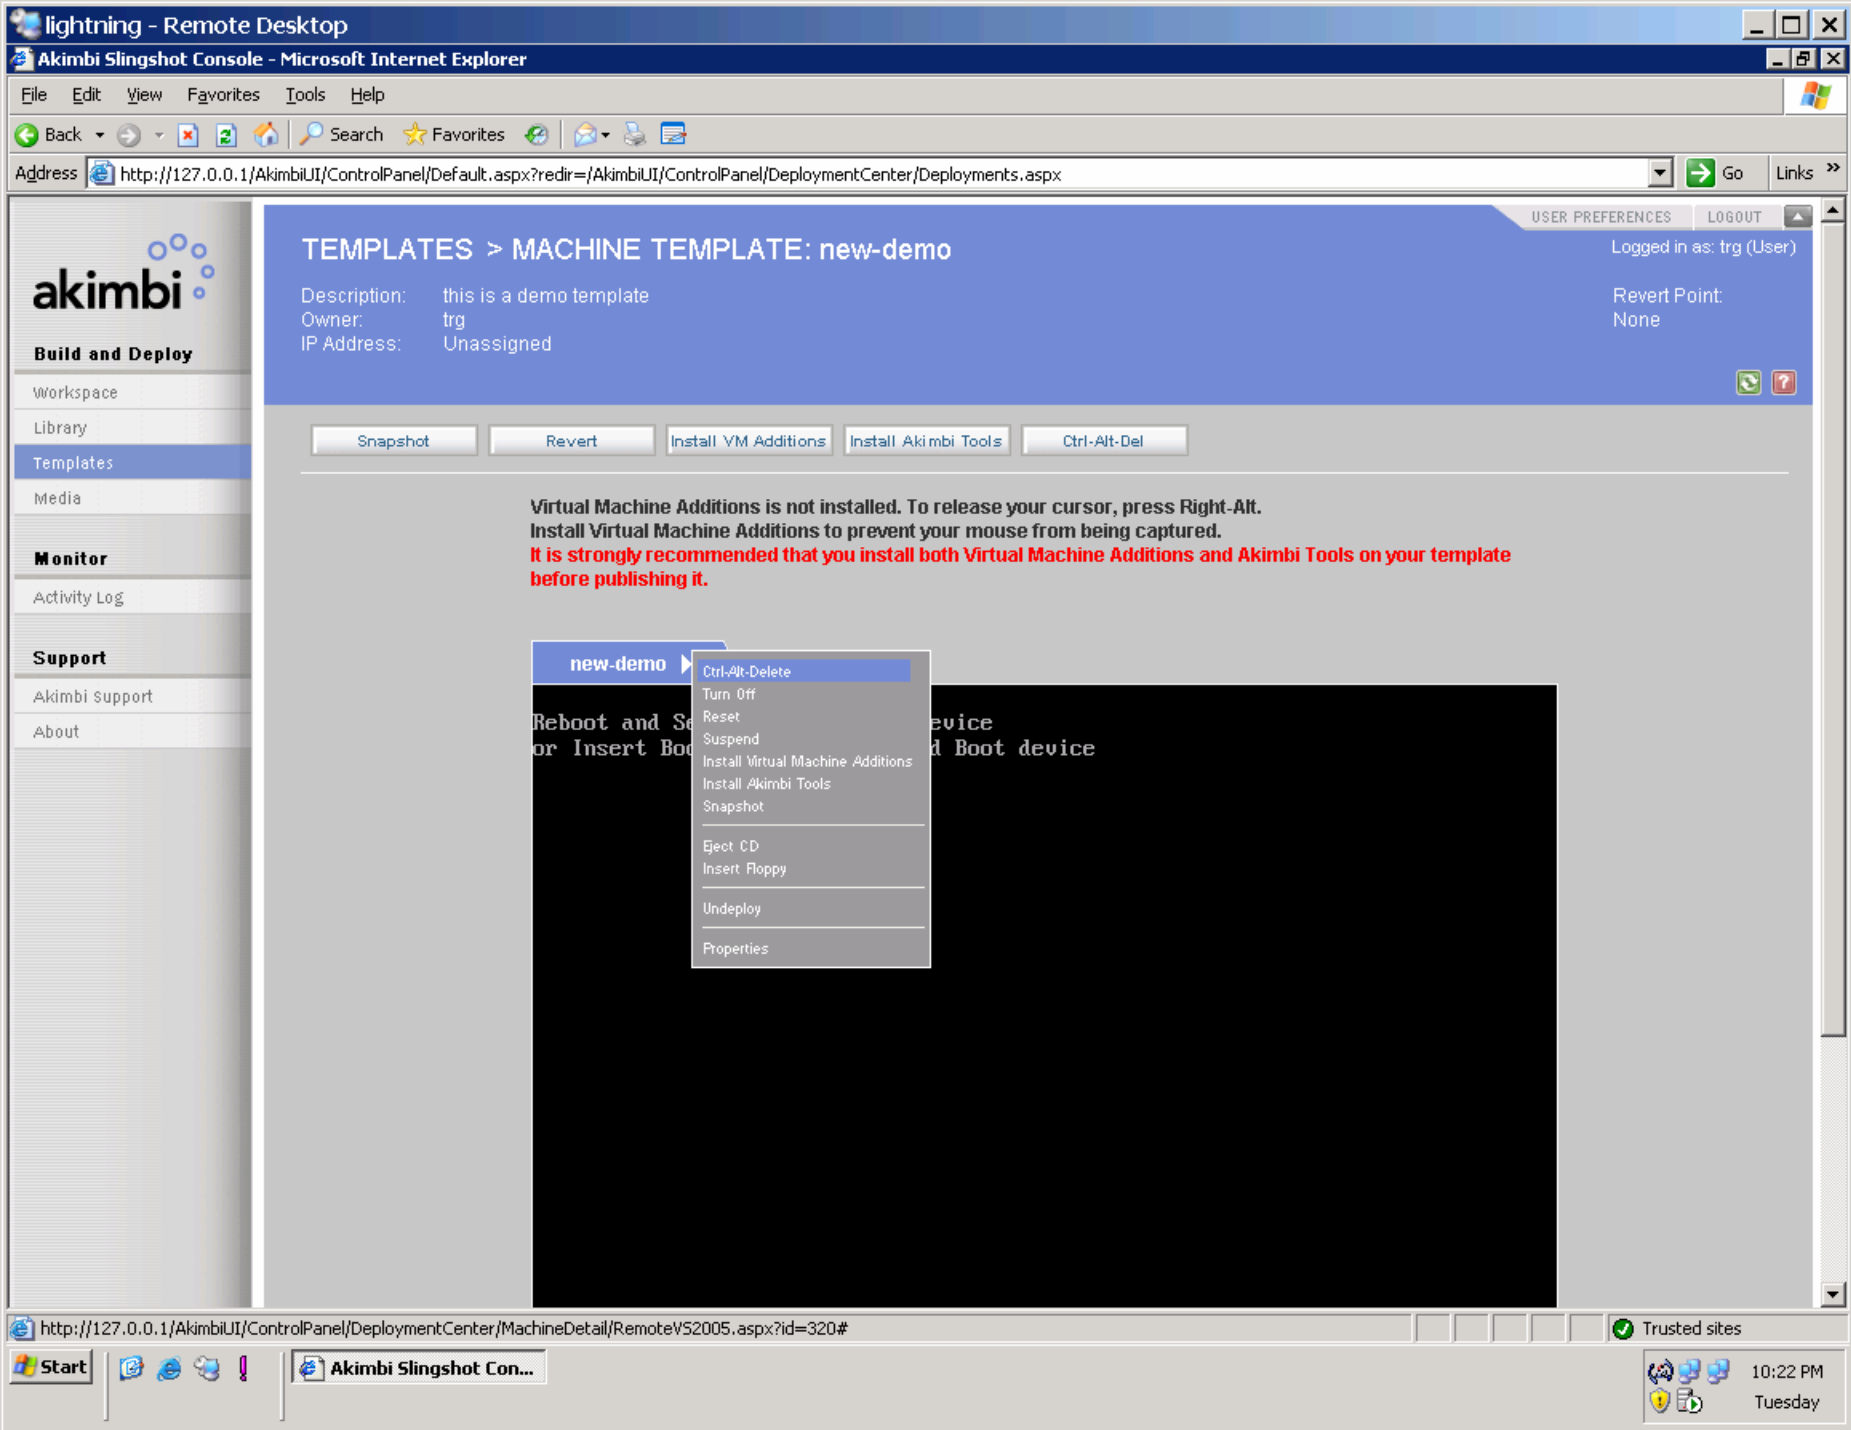 lightning - Remote Desktop
Akimbi Slingshot Console - Microsoft Internet Explorer
File Edit View Favorites Tools Help
Back Search Favorites
Address http://127.0.0.1/AkimbiUI/ControlPanel/Default.aspx?redir=/AkimbiUI/ControlPanel/DeploymentCenter/Deployments.aspx Go Links »
USER PREFERENCES LOGOUT
Logged in as: trg (User)
akimbi
TEMPLATES > MACHINE TEMPLATE: new-demo
Description: this is a demo template
Owner: trg
IP Address: Unassigned
Revert Point:
None
Build and Deploy
Workspace
Library
Templates
Media
Monitor
Activity Log
Support
Akimbi Support
About
Snapshot Revert Install VM Additions Install Akimbi Tools Ctrl-Alt-Del
Virtual Machine Additions is not installed. To release your cursor, press Right-Alt.
Install Virtual Machine Additions to prevent your mouse from being captured.
It is strongly recommended that you install both Virtual Machine Additions and Akimbi Tools on your template
before publishing it.
new-demo
Ctrl-Alt-Delete
Turn Off
Reset
Suspend
Install Virtual Machine Additions
Install Akimbi Tools
Snapshot
Eject CD
Insert Floppy
Undeploy
Properties
Reboot and Se evice
or Insert Boo d Boot device
http://127.0.0.1/AkimbiUI/ControlPanel/DeploymentCenter/MachineDetail/RemoteVS2005.aspx?id=320# Trusted sites
Start Akimbi Slingshot Con... 10:22 PM
Tuesday